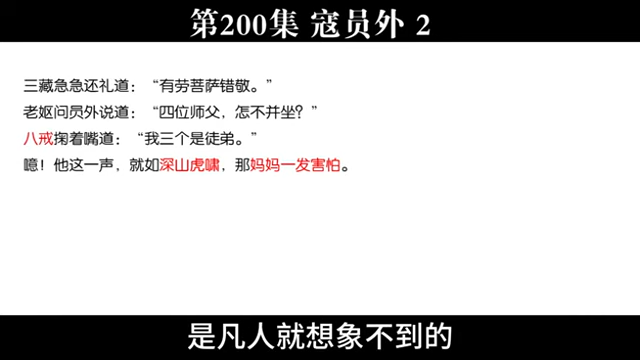 第200集 寇员外 2
三藏急急还礼道：“有劳菩萨错敬。”
老妪问员外说道：“四位师父，怎不并坐？”
八戒掬着嘴道：“我三个是徒弟。”
噫！他这一声，就如深山虎啸，那妈妈一发害怕。
是凡人就想象不到的